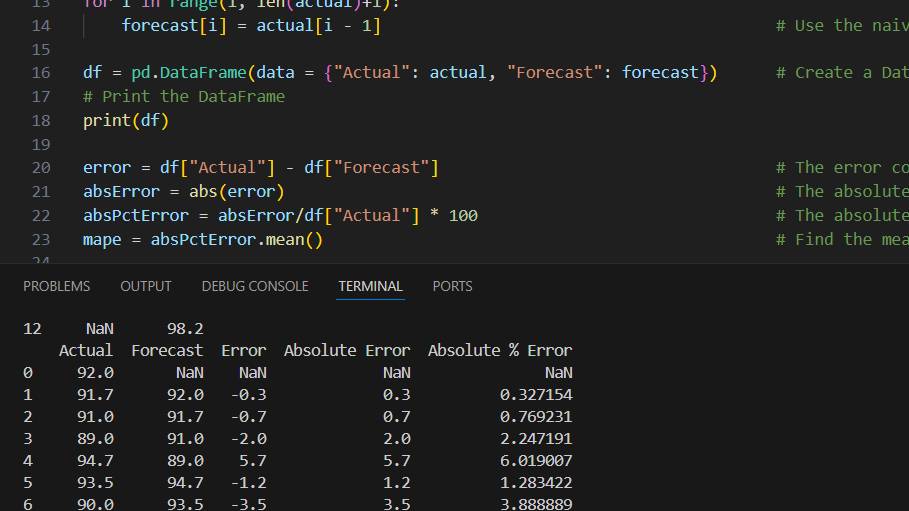 13 for i in range(1, len(actual)+1):
14 forecast[i] = actual[i - 1] # Use the naiv
15
16 df = pd.DataFrame(data = {"Actual": actual, "Forecast": forecast}) # Create a Dat
17 # Print the DataFrame
18 print(df)
19
20 error = df["Actual"] - df["Forecast"] # The error co
21 absError = abs(error) # The absolute
22 absPctError = absError/df["Actual"] * 100 # The absolute
23 mape = absPctError.mean() # Find the mea
24
PROBLEMS OUTPUT DEBUG CONSOLE TERMINAL PORTS
12 NaN 98.2
Actual Forecast Error Absolute Error Absolute % Error
0 92.0 NaN NaN NaN NaN
1 91.7 92.0 -0.3 0.3 0.327154
2 91.0 91.7 -0.7 0.7 0.769231
3 89.0 91.0 -2.0 2.0 2.247191
4 94.7 89.0 5.7 5.7 6.019007
5 93.5 94.7 -1.2 1.2 1.283422
6 90.0 93.5 -3.5 3.5 3.888889